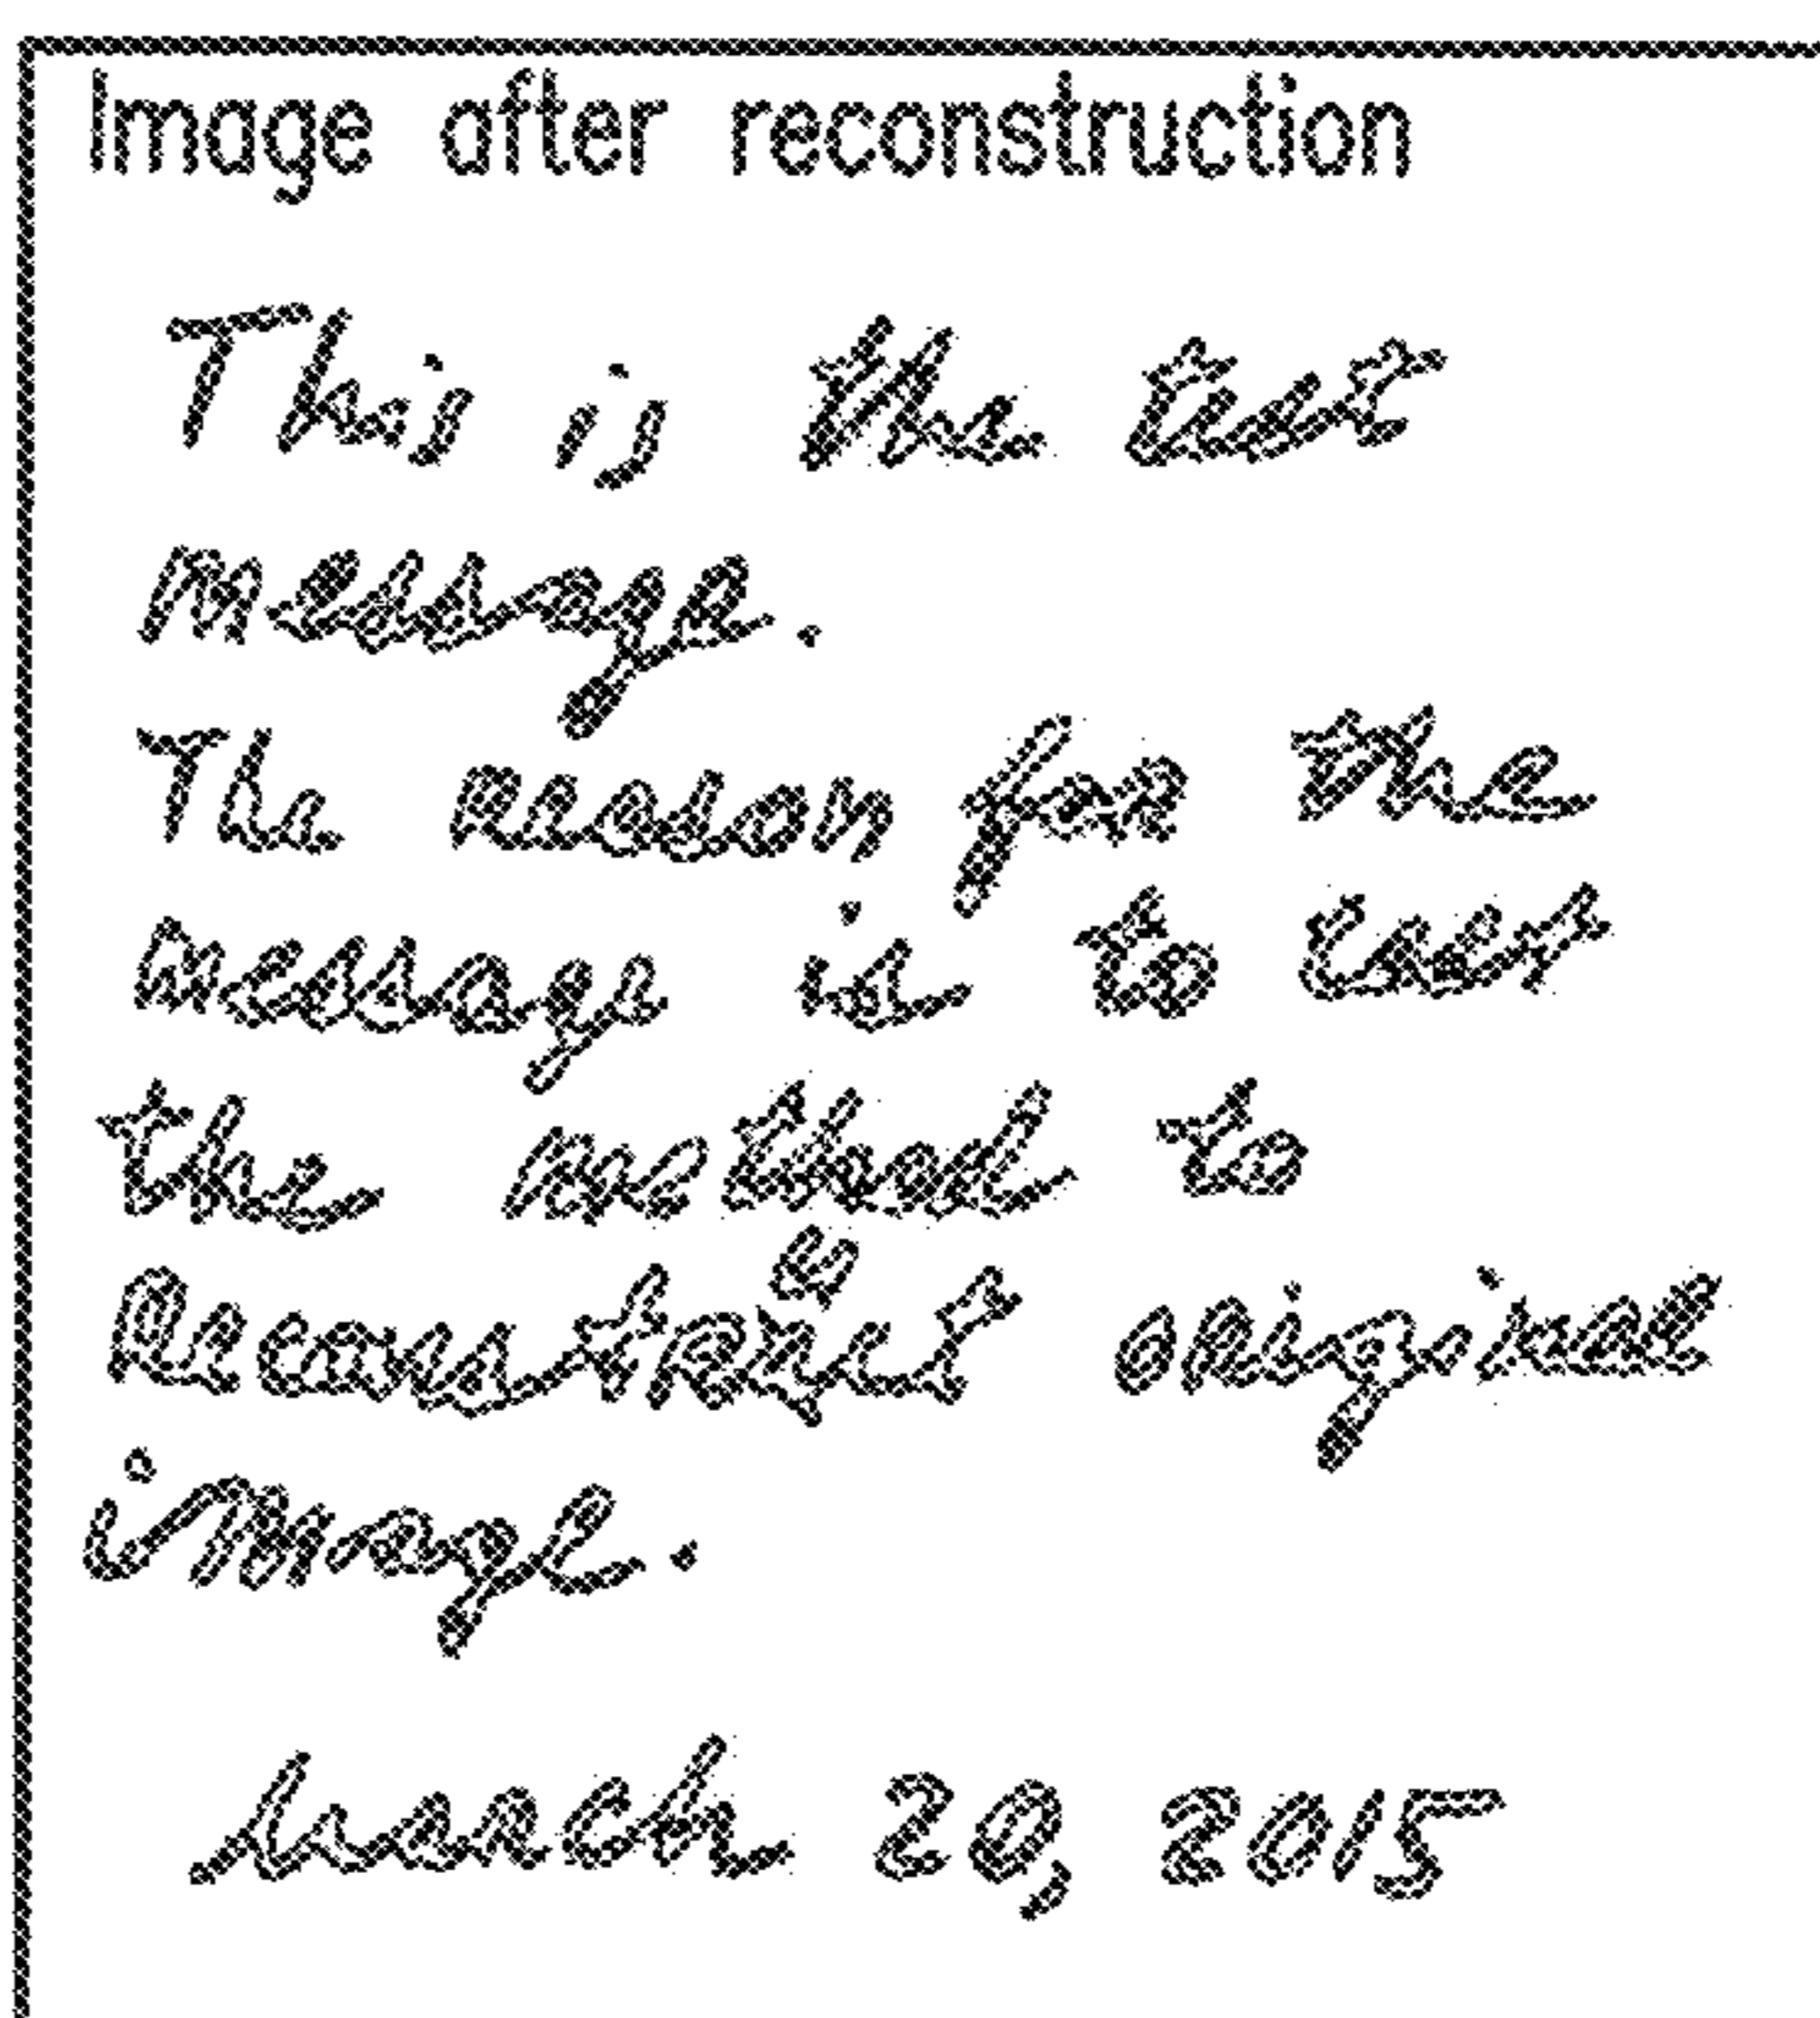 Image after reconstruction
This is the test
message.
The reason for the
message is to test
the method to
reconstruct original
image.
March 20, 2015